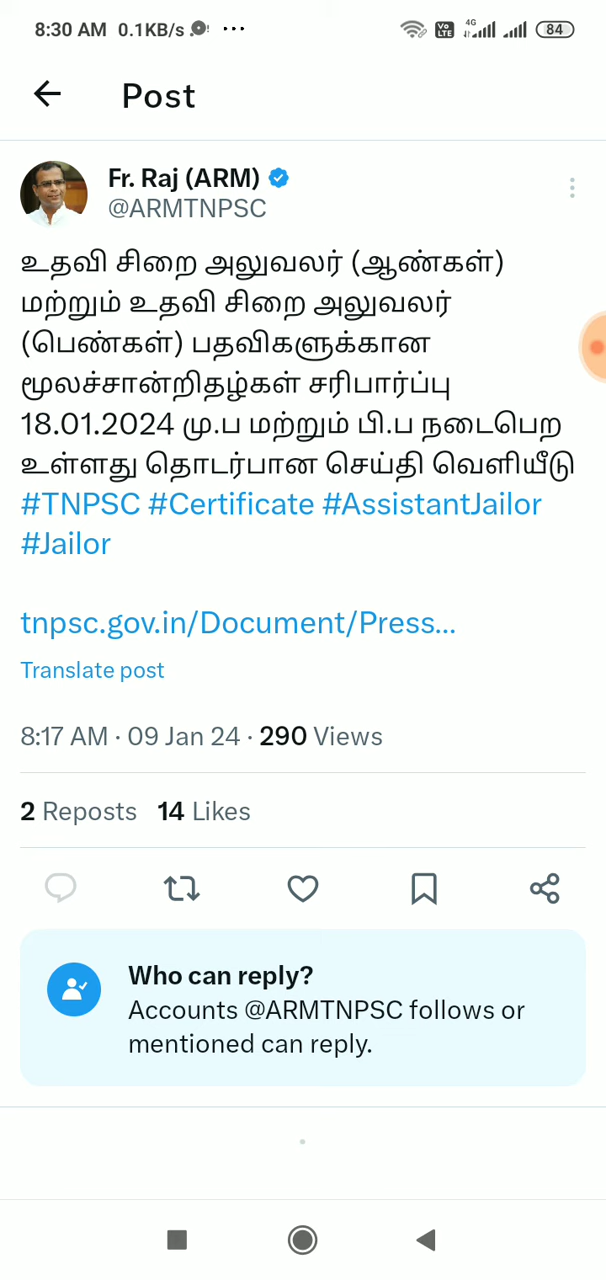 8:30 AM 0.1KB/s
4G Vo LTE 84
Post
Fr. Raj (ARM)
@ARMTNPSC
உதவி சிறை அலுவலர் (ஆண்கள்)
மற்றும் உதவி சிறை அலுவலர்
(பெண்கள்) பதவிகளுக்கான
மூலச்சான்றிதழ்கள் சரிபார்ப்பு
18.01.2024 மு.ப மற்றும் பி.ப நடைபெற
உள்ளது தொடர்பான செய்தி வெளியீடு
#TNPSC #Certificate #AssistantJailor
#Jailor
tnpsc.gov.in/Document/Press...
Translate post
8:17 AM · 09 Jan 24 · 290 Views
2 Reposts 14 Likes
Who can reply?
Accounts @ARMTNPSC follows or
mentioned can reply.